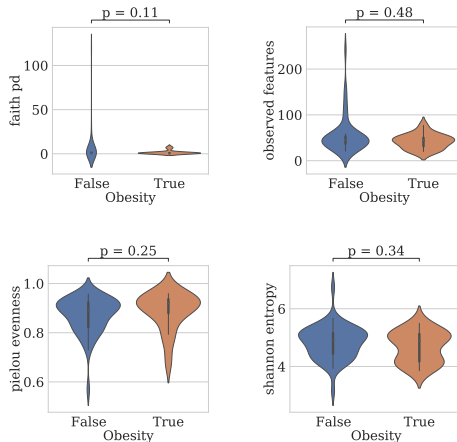 p = 0.11
faith pd
100
50
0
False True
Obesity
p = 0.48
observed features
200
100
0
False True
Obesity
p = 0.25
pielou evenness
1.0
0.8
0.6
False True
Obesity
p = 0.34
shannon entropy
6
4
False True
Obesity